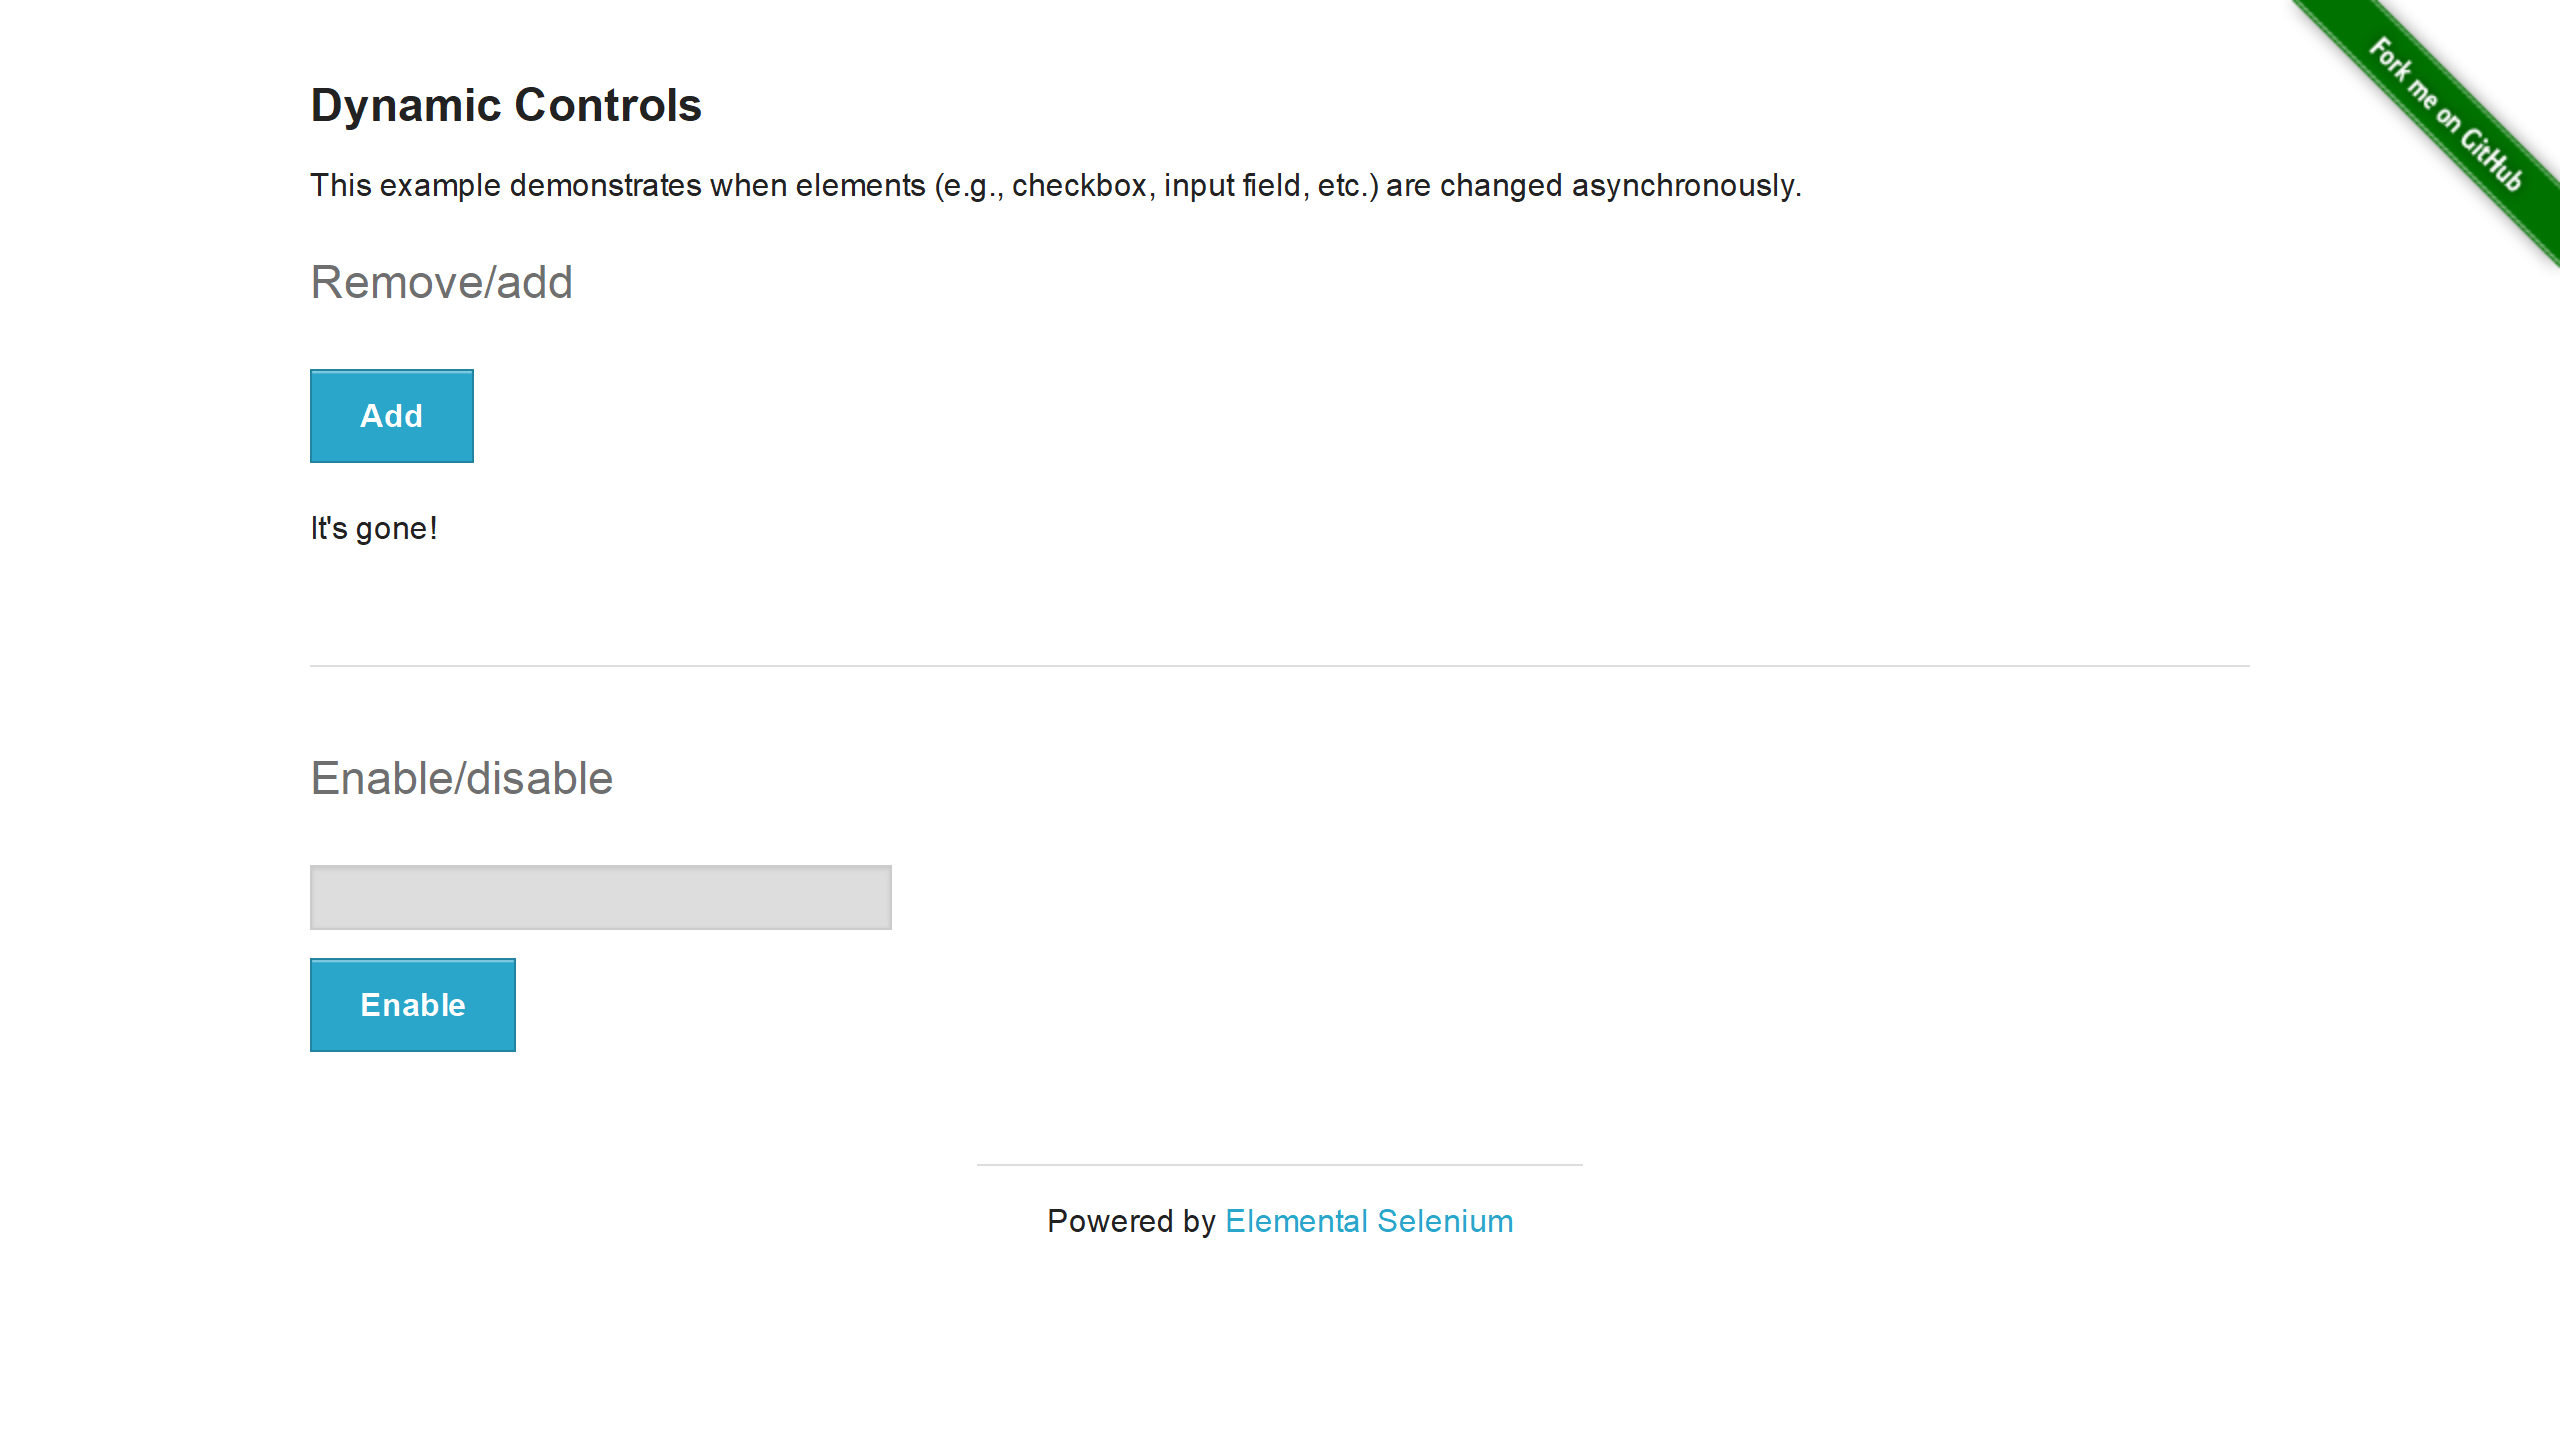 Fork me on GitHub
Dynamic Controls
This example demonstrates when elements (e.g., checkbox, input field, etc.) are changed asynchronously.
Remove/add
Add
It's gone!
Enable/disable
Enable
Powered by Elemental Selenium